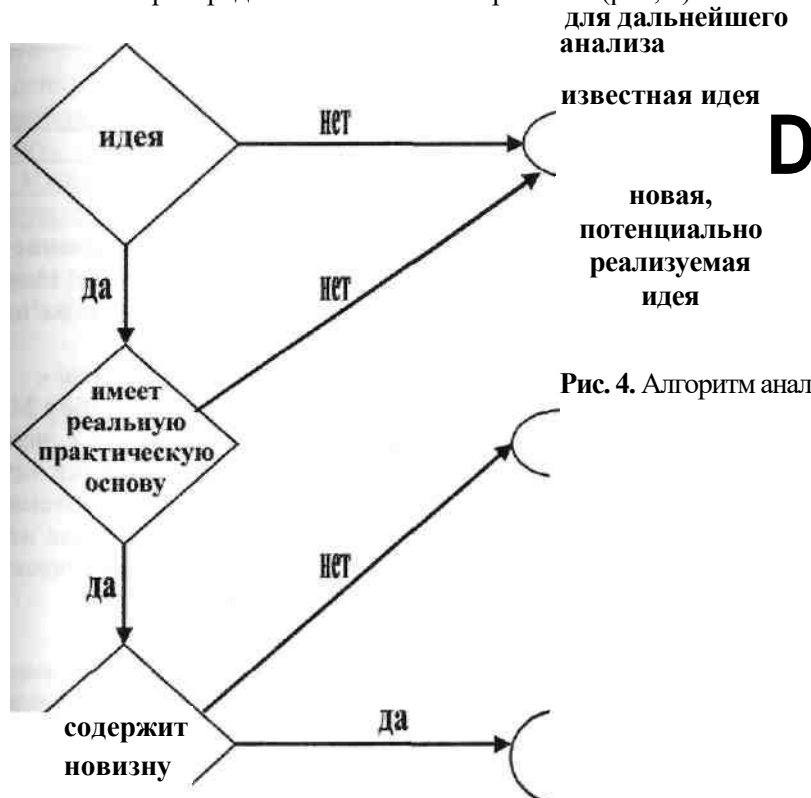 для дальнейшего
анализа
известная идея
D
идея
нет
новая,
потенциально
реализуемая
идея
да
нет
имеет
реальную
практическую
основу
Рис. 4. Алгоритм анал
да
нет
содержит
новизну
да